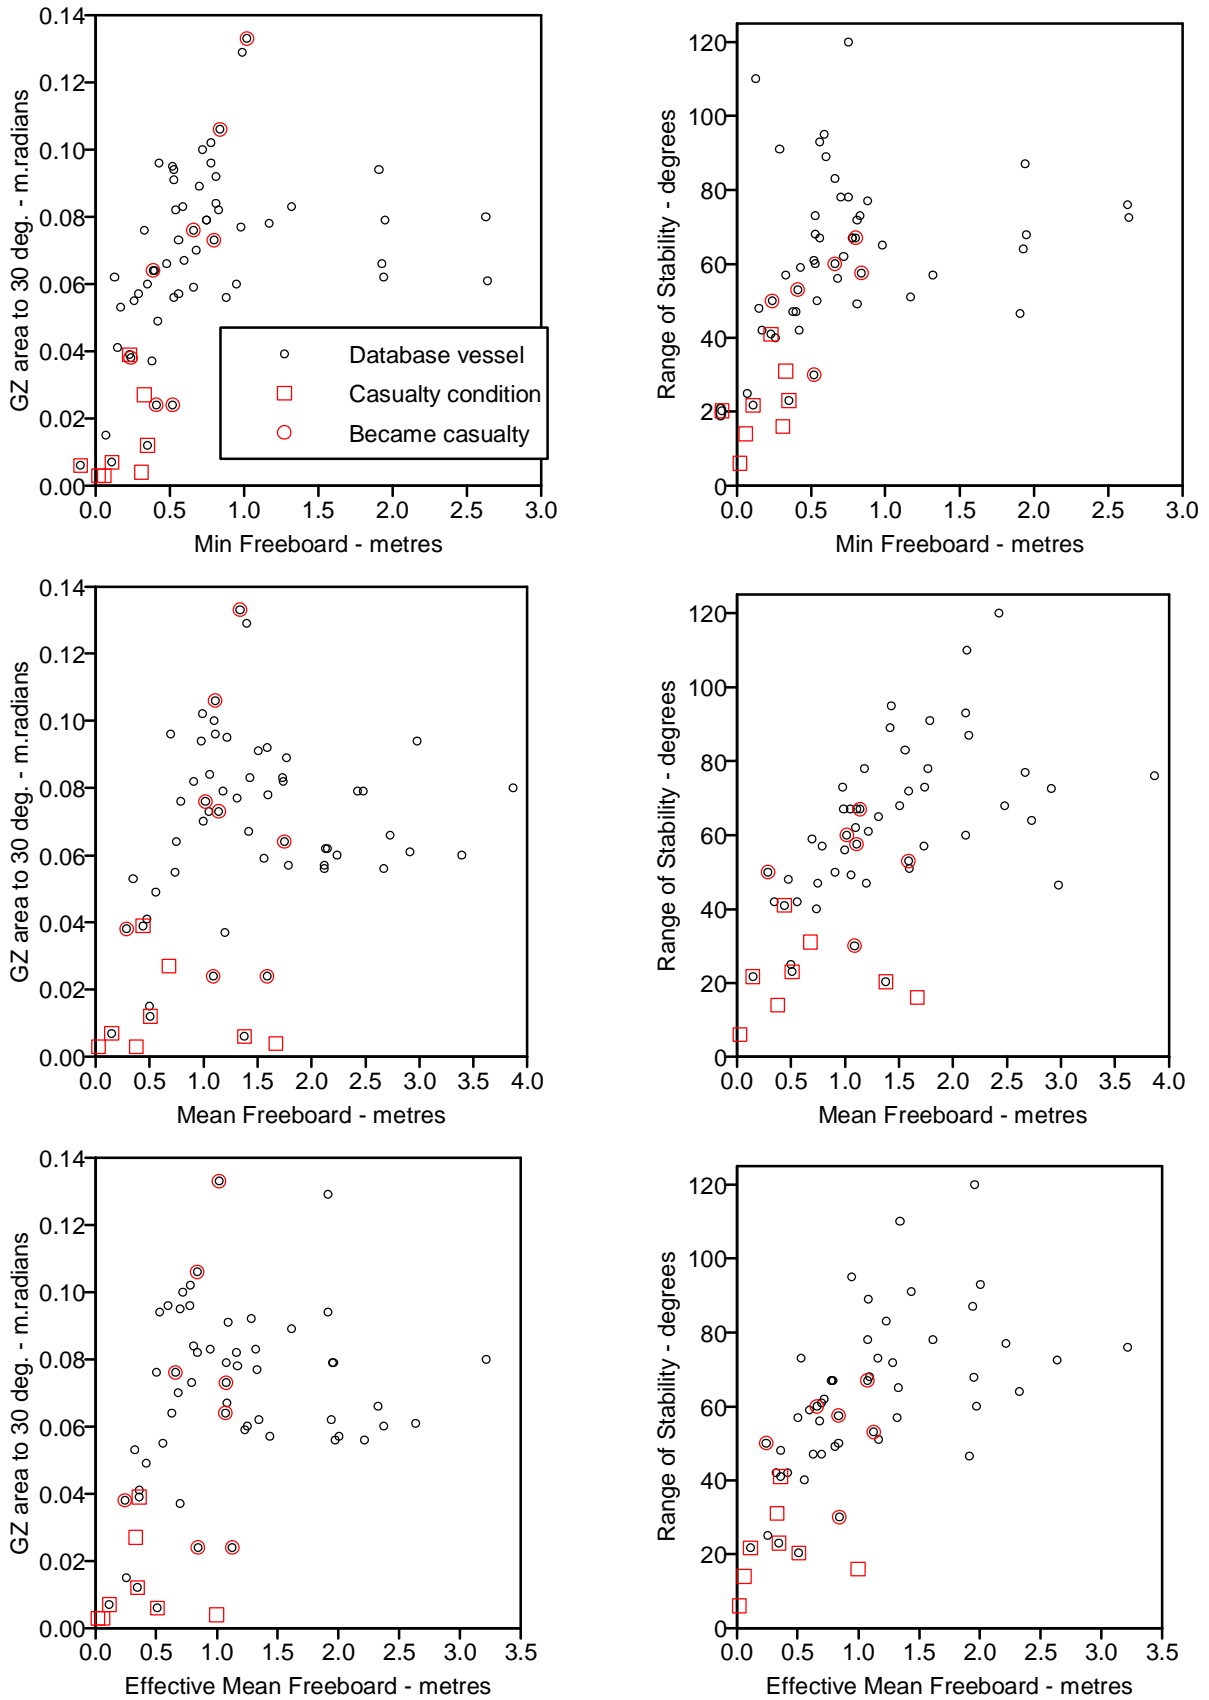 GZ area to 30 deg. - m.radians
0.14
0.12
0.10
0.08
0.06
0.04
0.02
0.00
0.0 0.5 1.0 1.5 2.0 2.5 3.0
Min Freeboard - metres
Database vessel
Casualty condition
Became casualty
Range of Stability - degrees
120
100
80
60
40
20
0
0.0 0.5 1.0 1.5 2.0 2.5 3.0
Min Freeboard - metres
GZ area to 30 deg. - m.radians
0.14
0.12
0.10
0.08
0.06
0.04
0.02
0.00
0.0 0.5 1.0 1.5 2.0 2.5 3.0 3.5 4.0
Mean Freeboard - metres
Range of Stability - degrees
120
100
80
60
40
20
0
0.0 0.5 1.0 1.5 2.0 2.5 3.0 3.5 4.0
Mean Freeboard - metres
GZ area to 30 deg. - m.radians
0.14
0.12
0.10
0.08
0.06
0.04
0.02
0.00
0.0 0.5 1.0 1.5 2.0 2.5 3.0 3.5
Effective Mean Freeboard - metres
Range of Stability - degrees
120
100
80
60
40
20
0
0.0 0.5 1.0 1.5 2.0 2.5 3.0 3.5
Effective Mean Freeboard - metres